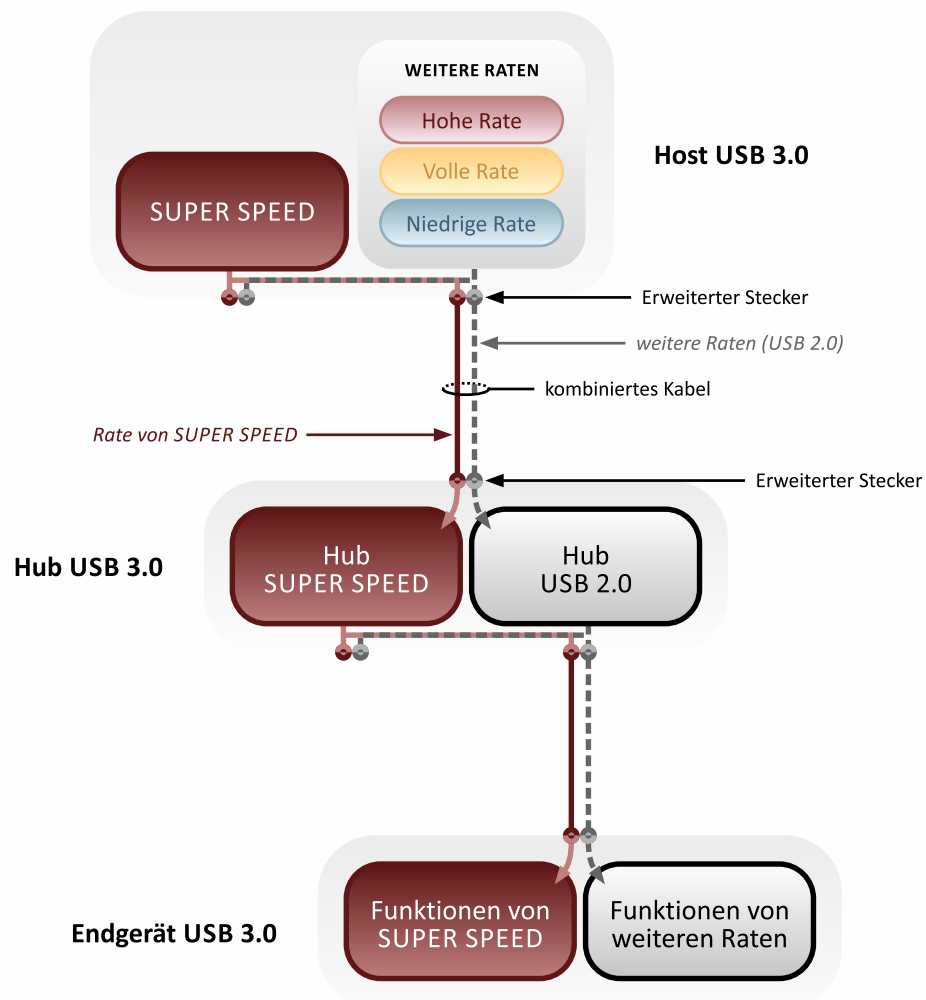 WEITERE RATEN
Hohe Rate
Volle Rate
Niedrige Rate
SUPER SPEED
Host USB 3.0
Erweiterter Stecker
weitere Raten (USB 2.0)
kombiniertes Kabel
Rate von SUPER SPEED
Erweiterter Stecker
Hub USB 3.0
Hub
SUPER SPEED
Hub
USB 2.0
Endgerät USB 3.0
Funktionen von
SUPER SPEED
Funktionen von
weiteren Raten